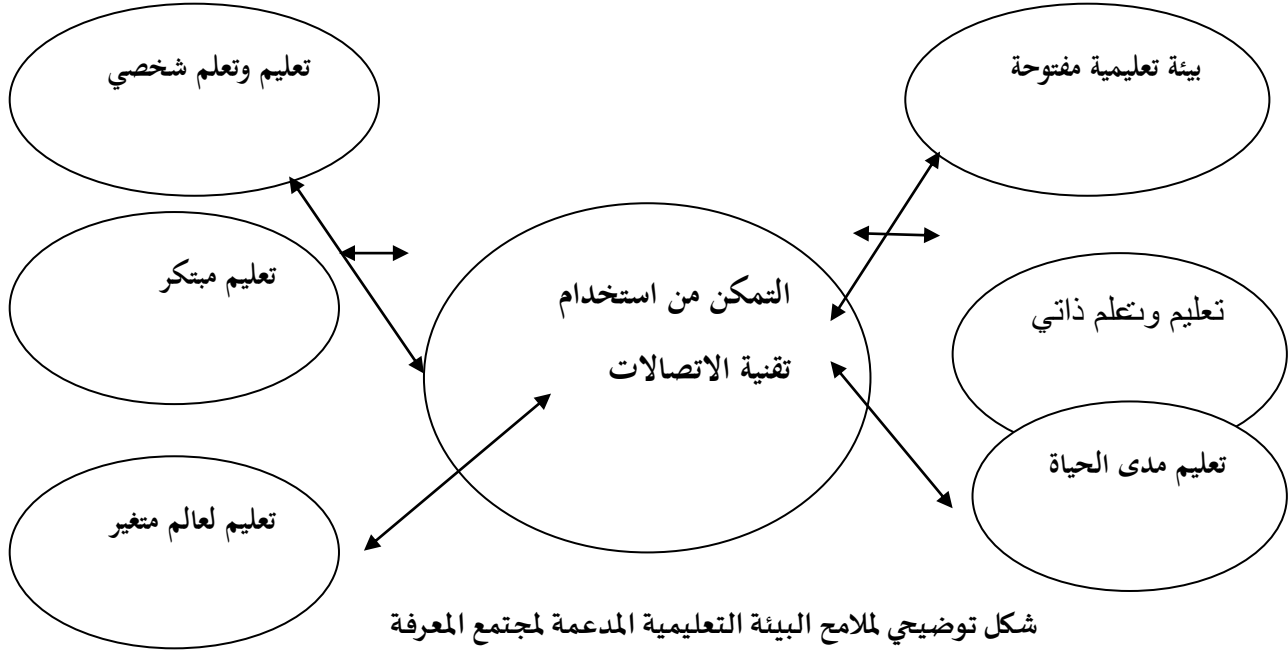 بيئة تعليمية مفتوحة
تعليم وتعلم شخصي
تعليم مبتكر
التمكن من استخدام
تقنية الاتصالات
تعليم وتعلم ذاتي
تعليم مدى الحياة
تعليم لعالم متغير
شكل توضيحي لملامح البيئة التعليمية المدعمة لمجتمع المعرفة